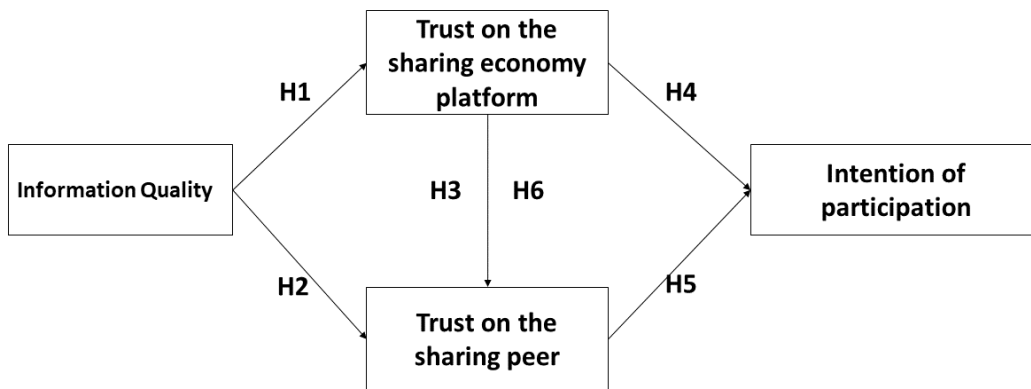 Trust on the
sharing economy
platform
H1
H4
Information Quality
H3
H6
Intention of
participation
H2
H5
Trust on the
sharing peer